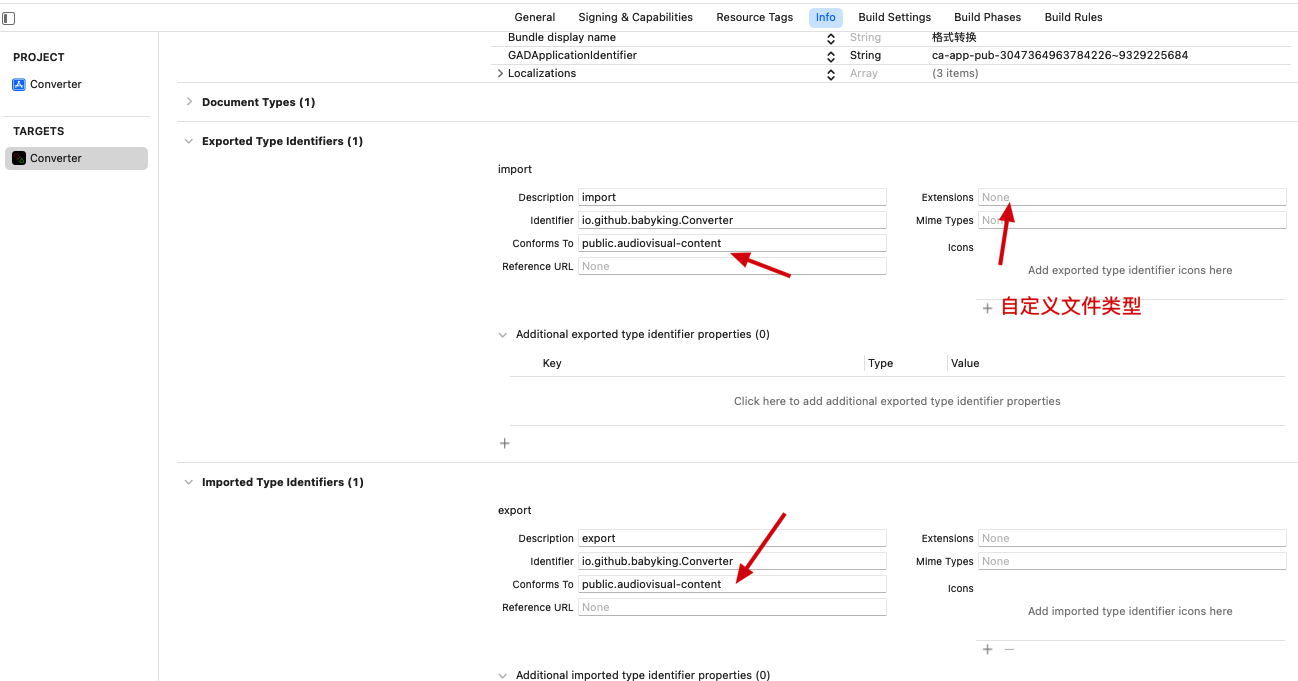 General Signing & Capabilities Resource Tags Info Build Settings Build Phases Build Rules
PROJECT
Converter
TARGETS
Converter
Bundle display name String 格式转换
GADApplicationIdentifier String ca-app-pub-3047364963784226~9329225684
Localizations Array (3 items)
Document Types (1)
Exported Type Identifiers (1)
import
Description import Extensions None
Identifier io.github.babyking.Converter Mime Types None
Conforms To public.audiovisual-content Icons
Reference URL None Add exported type identifier icons here
自定义文件类型
Additional exported type identifier properties (0)
Key Type Value
Click here to add additional exported type identifier properties
Imported Type Identifiers (1)
export
Description export Extensions None
Identifier io.github.babyking.Converter Mime Types None
Conforms To public.audiovisual-content Icons
Reference URL None Add imported type identifier icons here
Additional imported type identifier properties (0)